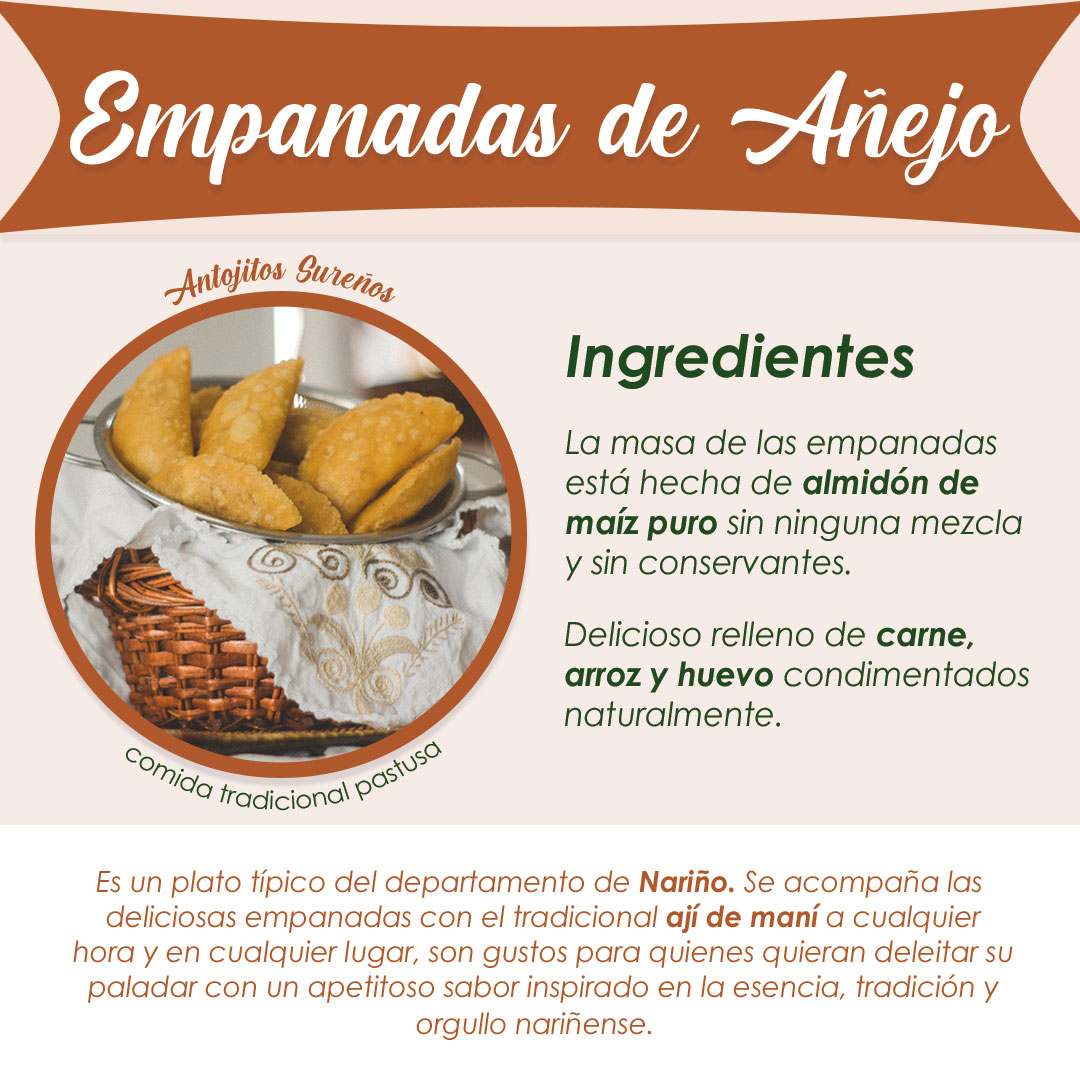 Empanadas de Añejo
Antojitos Sureños
comida tradicional pastusa
Ingredientes
La masa de las empanadas
está hecha de almidón de
maíz puro sin ninguna mezcla
y sin conservantes.
Delicioso relleno de carne,
arroz y huevo condimentados
naturalmente.
Es un plato típico del departamento de Nariño. Se acompaña las
deliciosas empanadas con el tradicional ají de maní a cualquier
hora y en cualquier lugar, son gustos para quienes quieran deleitar su
paladar con un apetitoso sabor inspirado en la esencia, tradición y
orgullo nariñense.